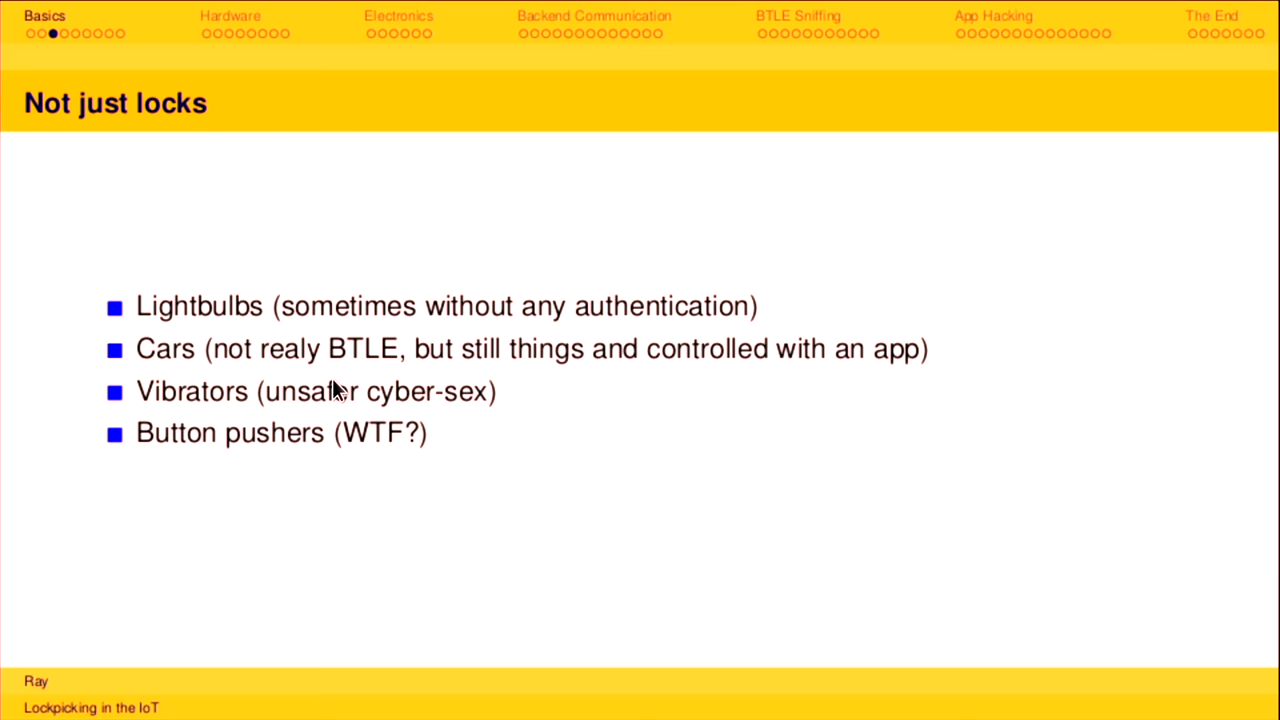 Basics Hardware Electronics Backend Communication BTLE Sniffing App Hacking The End
Not just locks
Lightbulbs (sometimes without any authentication)
Cars (not realy BTLE, but still things and controlled with an app)
Vibrators (unsafer cyber-sex)
Button pushers (WTF?)
Ray
Lockpicking in the IoT